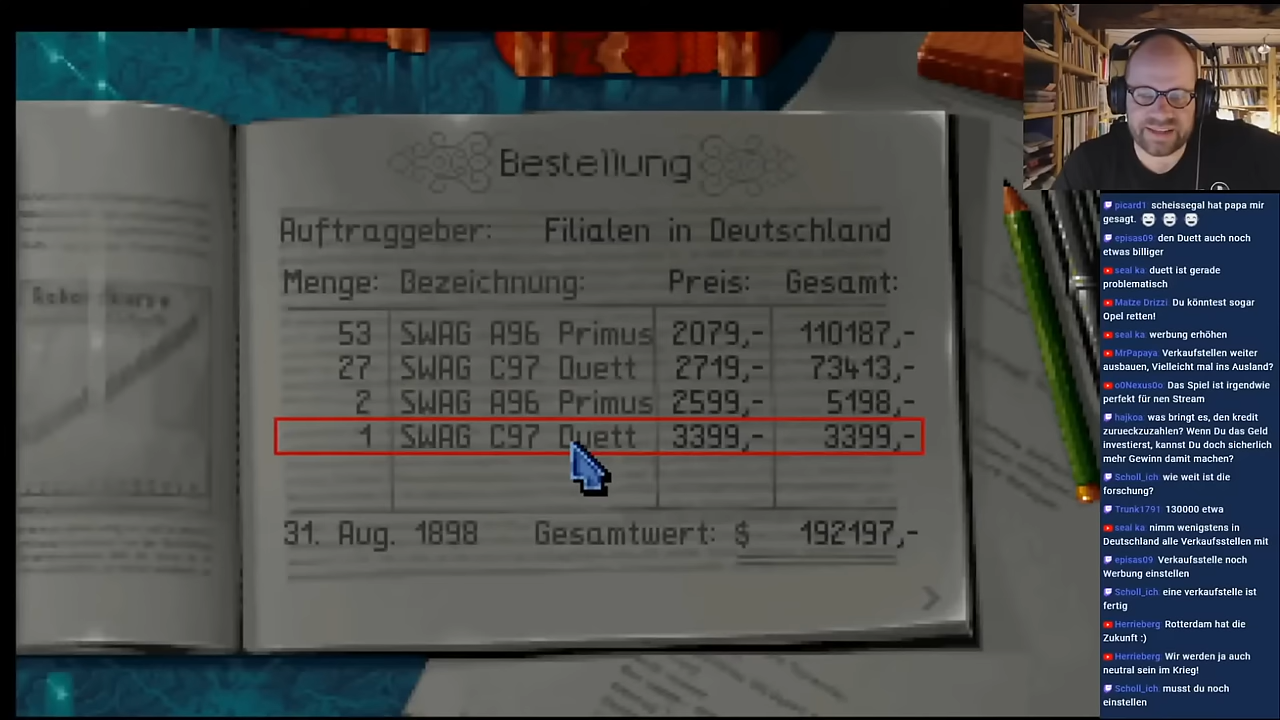 Bestellung
Auftraggeber: Filialen in Deutschland
Menge: Bezeichnung: Preis: Gesamt:
53 SWAG A96 Primus 2079,- 110187,-
27 SWAG C97 Duett 2719,- 73413,-
2 SWAG A96 Primus 2599,- 5198,-
1 SWAG C97 Duett 3399,- 3399,-
31. Aug. 1898 Gesamtwert: $ 192197,-
picard1 scheissegal hat papa mir
gesagt.
episas09 den Duett auch noch
etwas billiger
seal ka duett ist gerade
problematisch
Matze Drizzi Du könntest sogar
Opel retten!
seal ka werbung erhöhen
MrPapaya Verkaufstellen weiter
ausbauen, Vielleicht mal ins Ausland?
o0Nexus0o Das Spiel ist irgendwie
perfekt für nen Stream
hajkoa was bringt es, den kredit
zurueckzuzahlen? Wenn Du das Geld
investierst, kannst Du doch sicherlich
mehr Gewinn damit machen?
Scholl_ich wie weit ist die
forschung?
Trunk1791 130000 etwa
seal ka nimm wenigstens in
Deutschland alle Verkaufsstellen mit
episas09 Verkaufsstelle noch
Werbung einstellen
Scholl_ich eine verkaufstelle ist
fertig
Herrieberg Rotterdam hat die
Zukunft :)
Herrieberg Wir werden ja auch
neutral sein im Krieg!
Scholl_ich musst du noch
einstellen